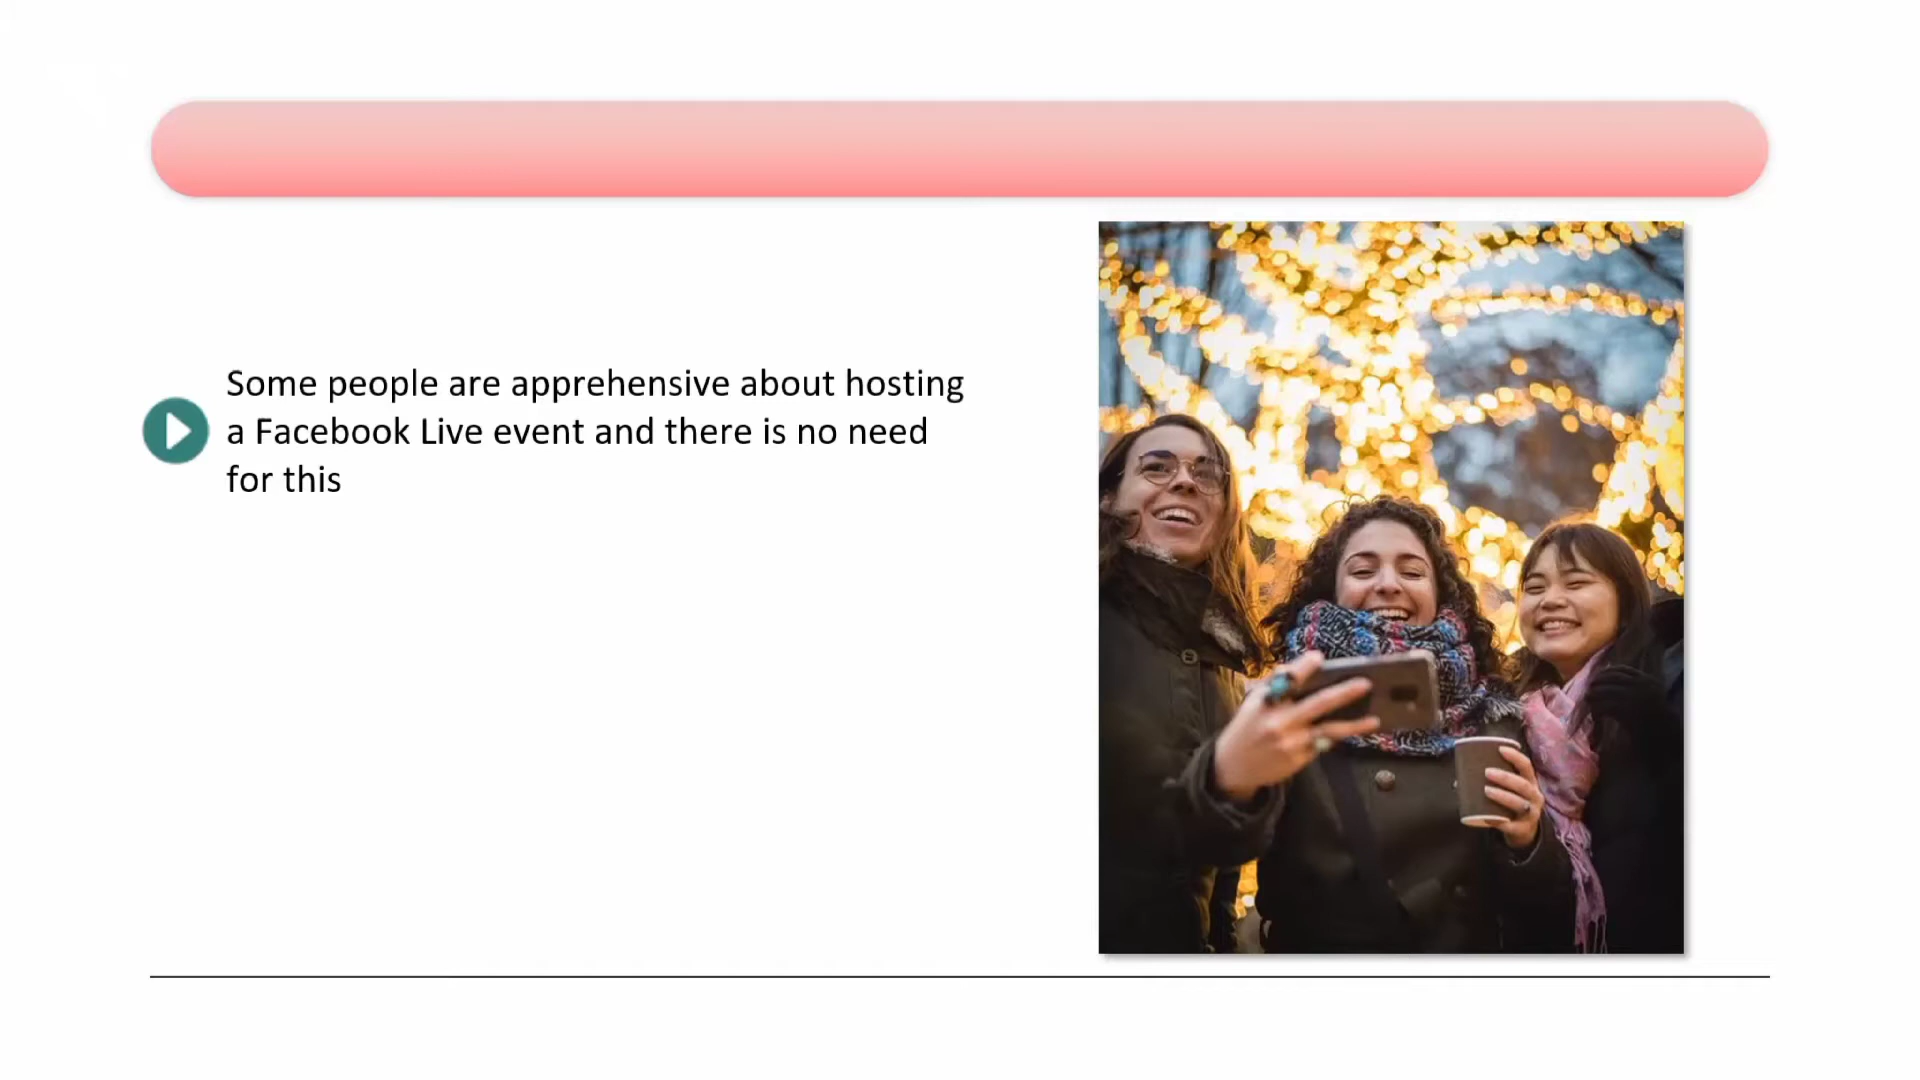 Some people are apprehensive about hosting
a Facebook Live event and there is no need
for this